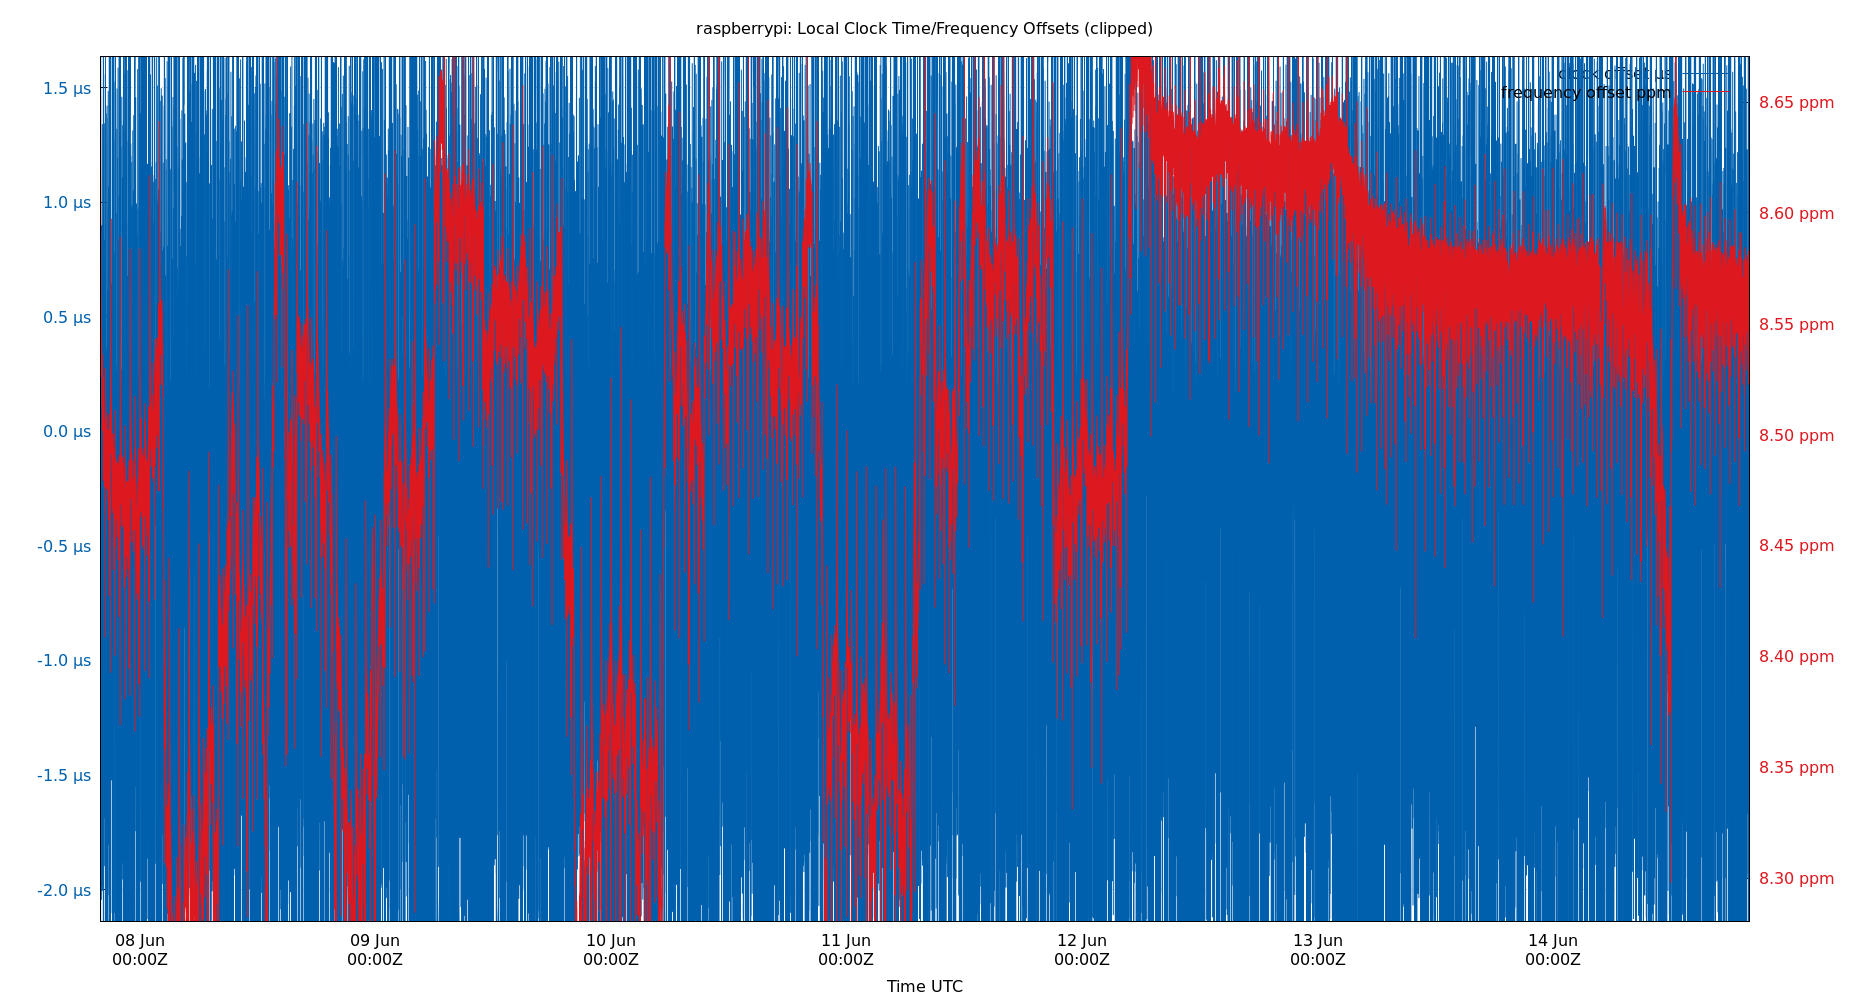 raspberrypi: Local Clock Time/Frequency Offsets (clipped)
clock offset µs
frequency offset ppm
1.5 µs
1.0 µs
0.5 µs
0.0 µs
-0.5 µs
-1.0 µs
-1.5 µs
-2.0 µs
8.65 ppm
8.60 ppm
8.55 ppm
8.50 ppm
8.45 ppm
8.40 ppm
8.35 ppm
8.30 ppm
08 Jun
00:00Z
09 Jun
00:00Z
10 Jun
00:00Z
11 Jun
00:00Z
12 Jun
00:00Z
13 Jun
00:00Z
14 Jun
00:00Z
Time UTC